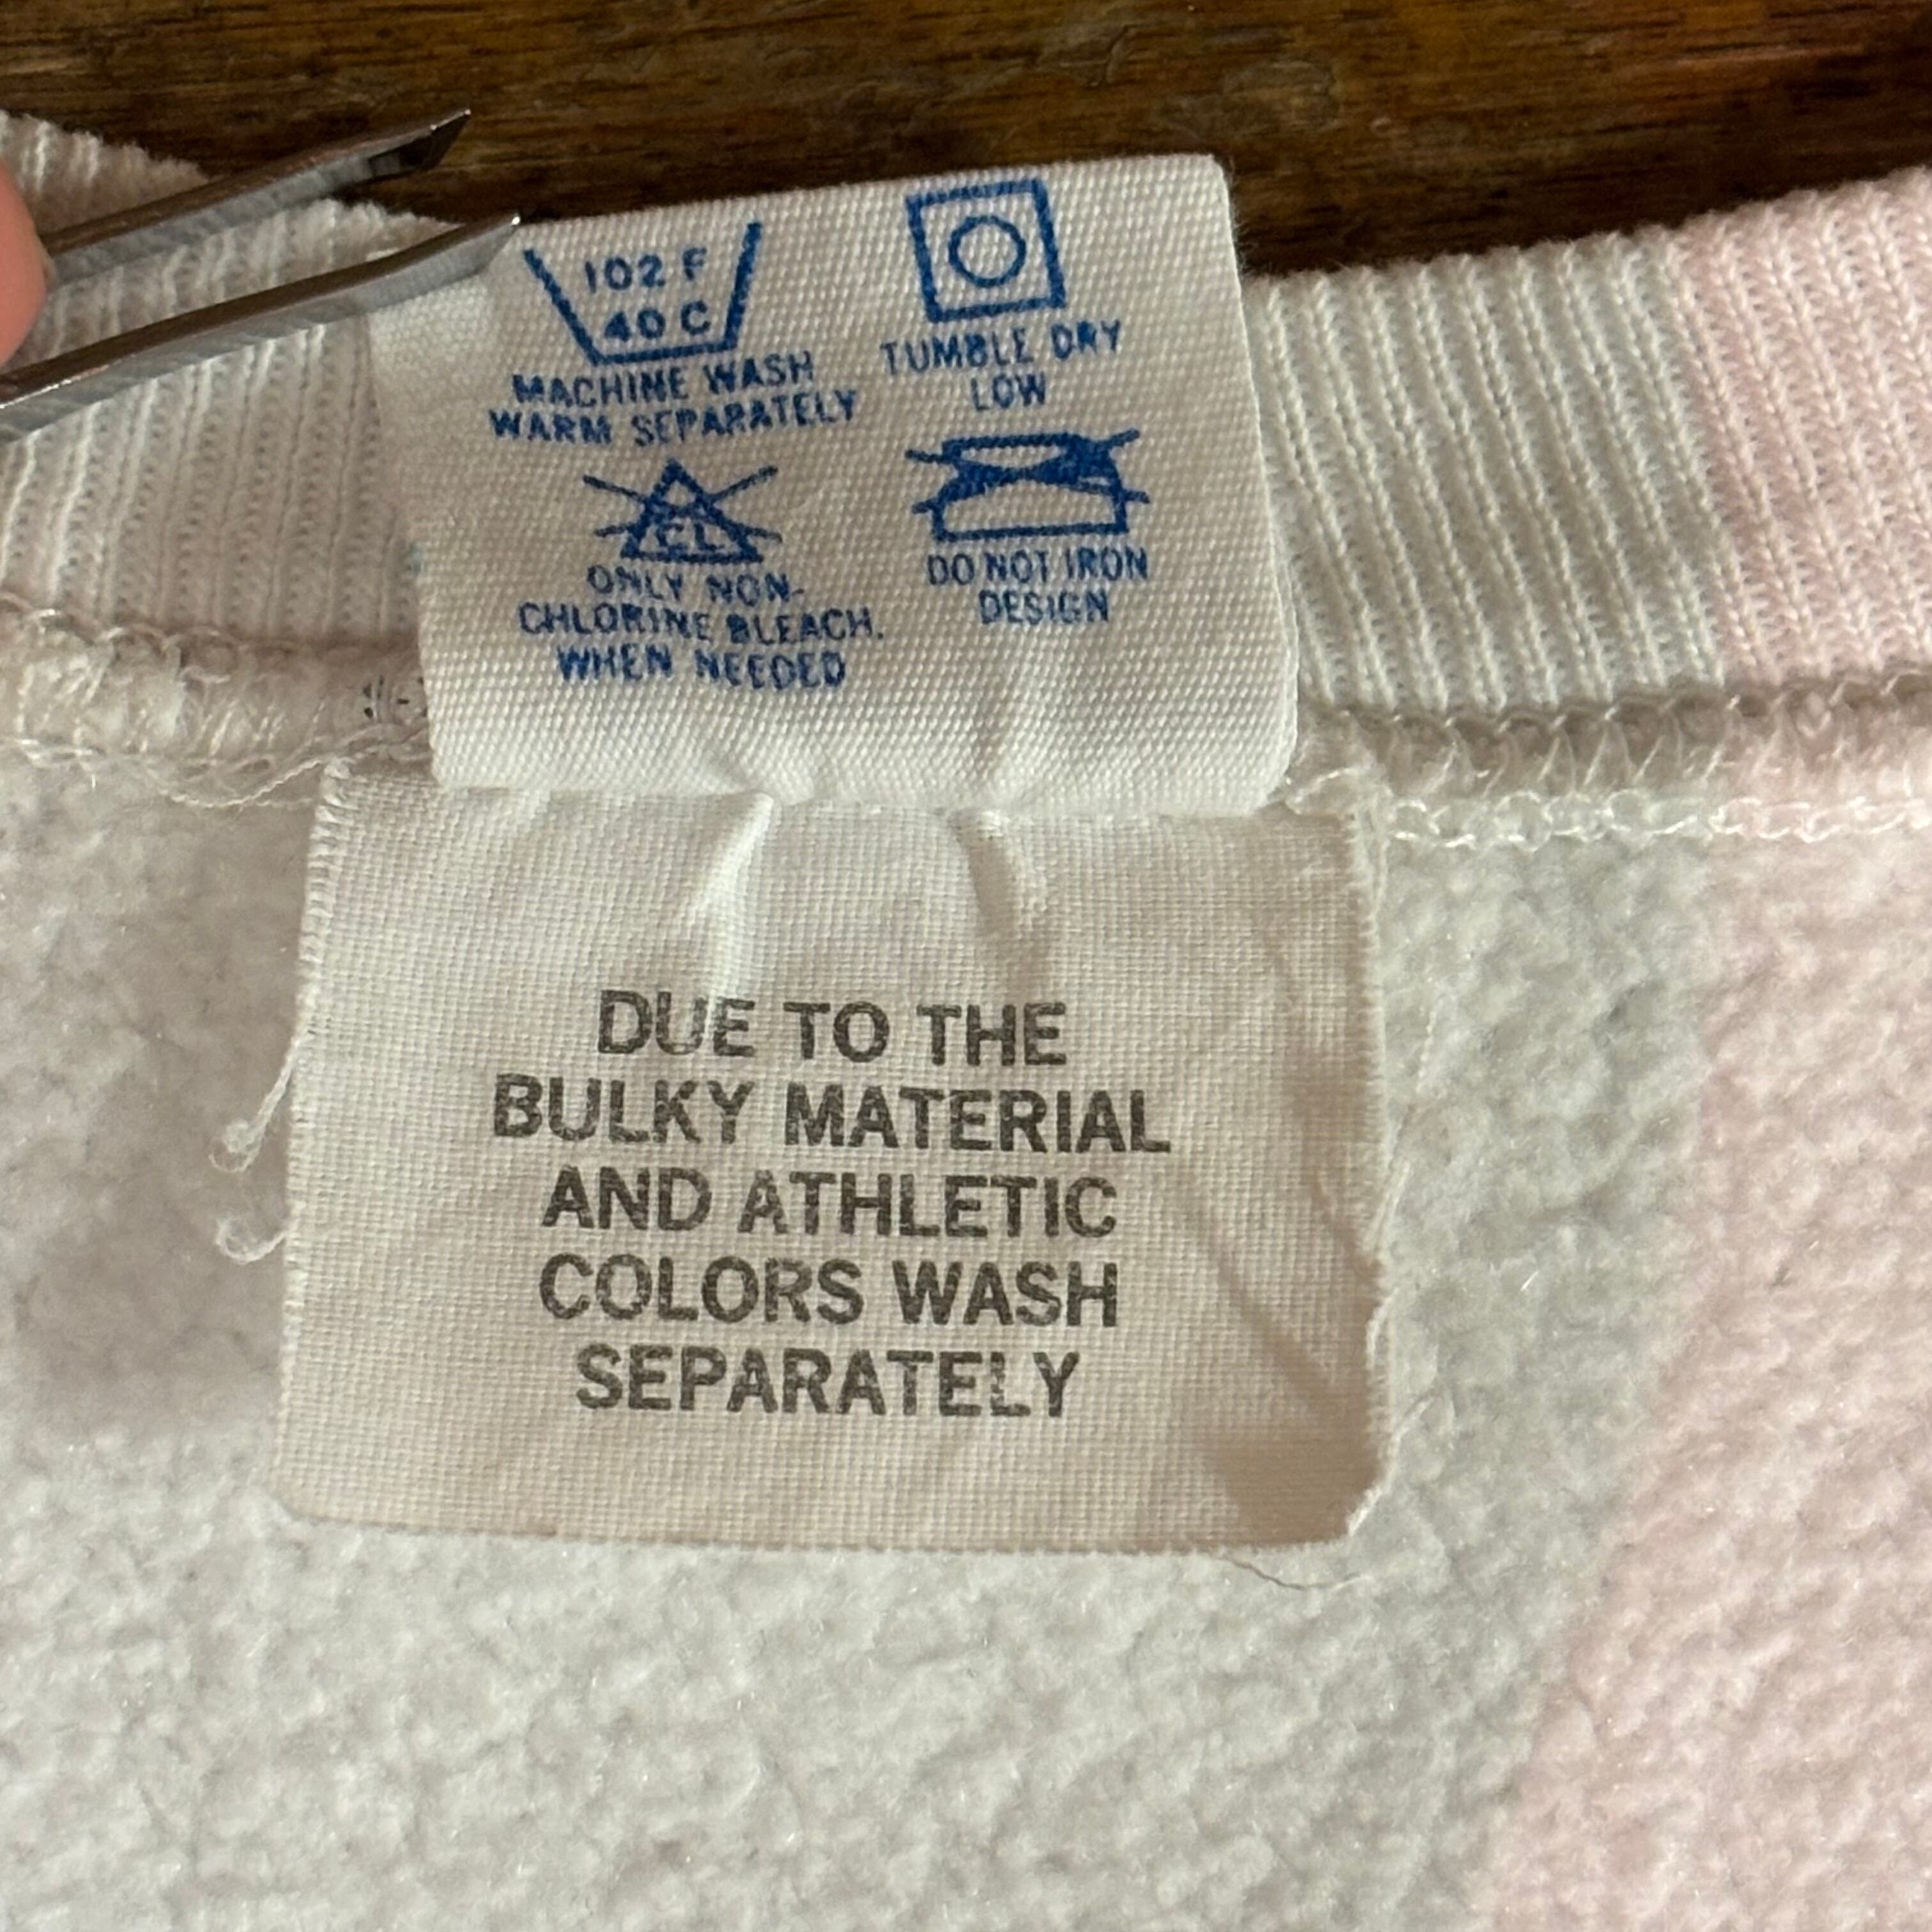 102 F
40 C
MACHINE WASH
WARM SEPARATELY
TUMBLE DRY
LOW
CL
ONLY NON-
CHLORINE BLEACH.
WHEN NEEDED
DO NOT IRON
DESIGN
DUE TO THE
BULKY MATERIAL
AND ATHLETIC
COLORS WASH
SEPARATELY